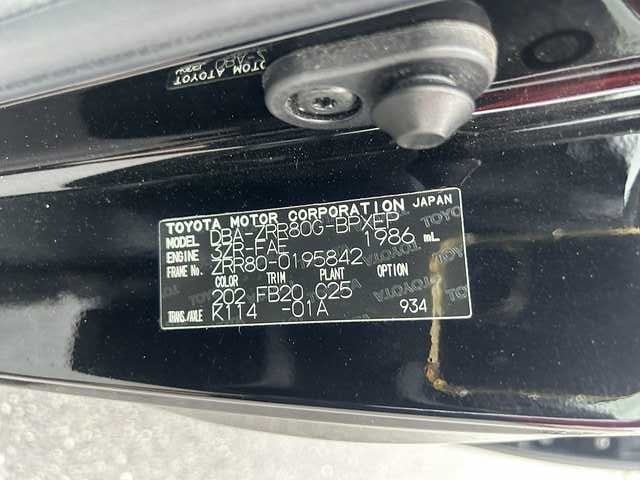 TOYOTA MOTOR CORPORATION JAPAN
MODEL DBA-ZRR80G-BPXEP
ENGINE 3ZR-FAE 1986 mL
FRAME NO. ZRR80-0195842
COLOR TRIM PLANT OPTION
202 FB20 C25
TRANS./AXLE K114 -01A 934